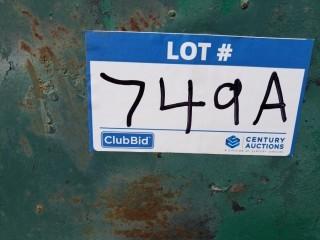 LOT #
749A
ClubBid
CENTURY
AUCTIONS